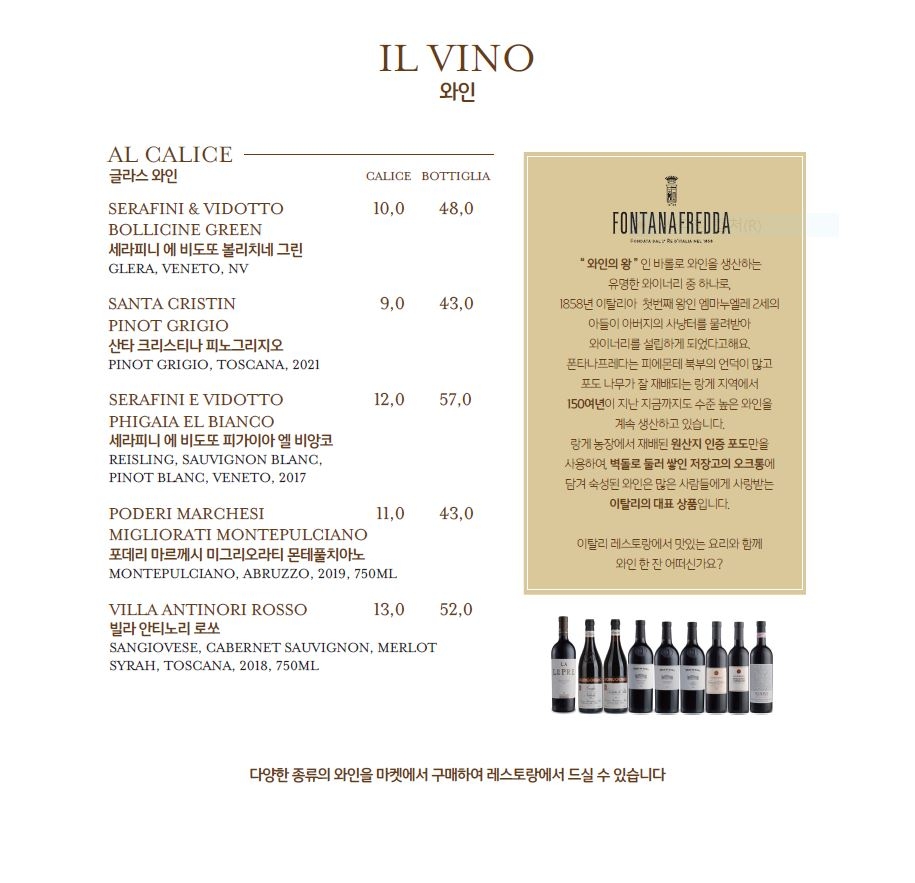 IL VINO
와인
AL CALICE
글라스 와인
CALICE BOTTIGLIA
SERAFINI & VIDOTTO 10,0 48,0
BOLLICINE GREEN
세라피니 에 비도또 볼리치네 그린
GLERA, VENETO, NV
SANTA CRISTIN 9,0 43,0
PINOT GRIGIO
산타 크리스티나 피노그리지오
PINOT GRIGIO, TOSCANA, 2021
SERAFINI E VIDOTTO 12,0 57,0
PHIGAIA EL BIANCO
세라피니 에 비도또 피가이아 엘 비앙코
REISLING, SAUVIGNON BLANC,
PINOT BLANC, VENETO, 2017
PODERI MARCHESI 11,0 43,0
MIGLIORATI MONTEPULCIANO
포데리 마르께시 미그리오라티 몬테풀치아노
MONTEPULCIANO, ABRUZZO, 2019, 750ML
VILLA ANTINORI ROSSO 13,0 52,0
빌라 안티노리 로쏘
SANGIOVESE, CABERNET SAUVIGNON, MERLOT
SYRAH, TOSCANA, 2018, 750ML
FONTANAFREDDA
FONDATA DAL 1° RE D'ITALIA NEL 1858
“ 와인의 왕 ” 인 바롤로 와인을 생산하는
유명한 와이너리 중 하나로,
1858년 이탈리아 첫번째 왕인 엠마누엘레 2세의
아들이 아버지의 사냥터를 물려받아
와이너리를 설립하게 되었다고해요.
폰타나프레다는 피에몬테 북부의 언덕이 많고
포도 나무가 잘 재배되는 랑게 지역에서
150여년이 지난 지금까지도 수준 높은 와인을
계속 생산하고 있습니다.
랑게 농장에서 재배된 원산지 인증 포도만을
사용하여, 벽돌로 둘러 쌓인 저장고의 오크통에
담겨 숙성된 와인은 많은 사람들에게 사랑받는
이탈리의 대표 상품입니다.
이탈리 레스토랑에서 맛있는 요리와 함께
와인 한 잔 어떠신가요?
LA
LEPRE
다양한 종류의 와인을 마켓에서 구매하여 레스토랑에서 드실 수 있습니다